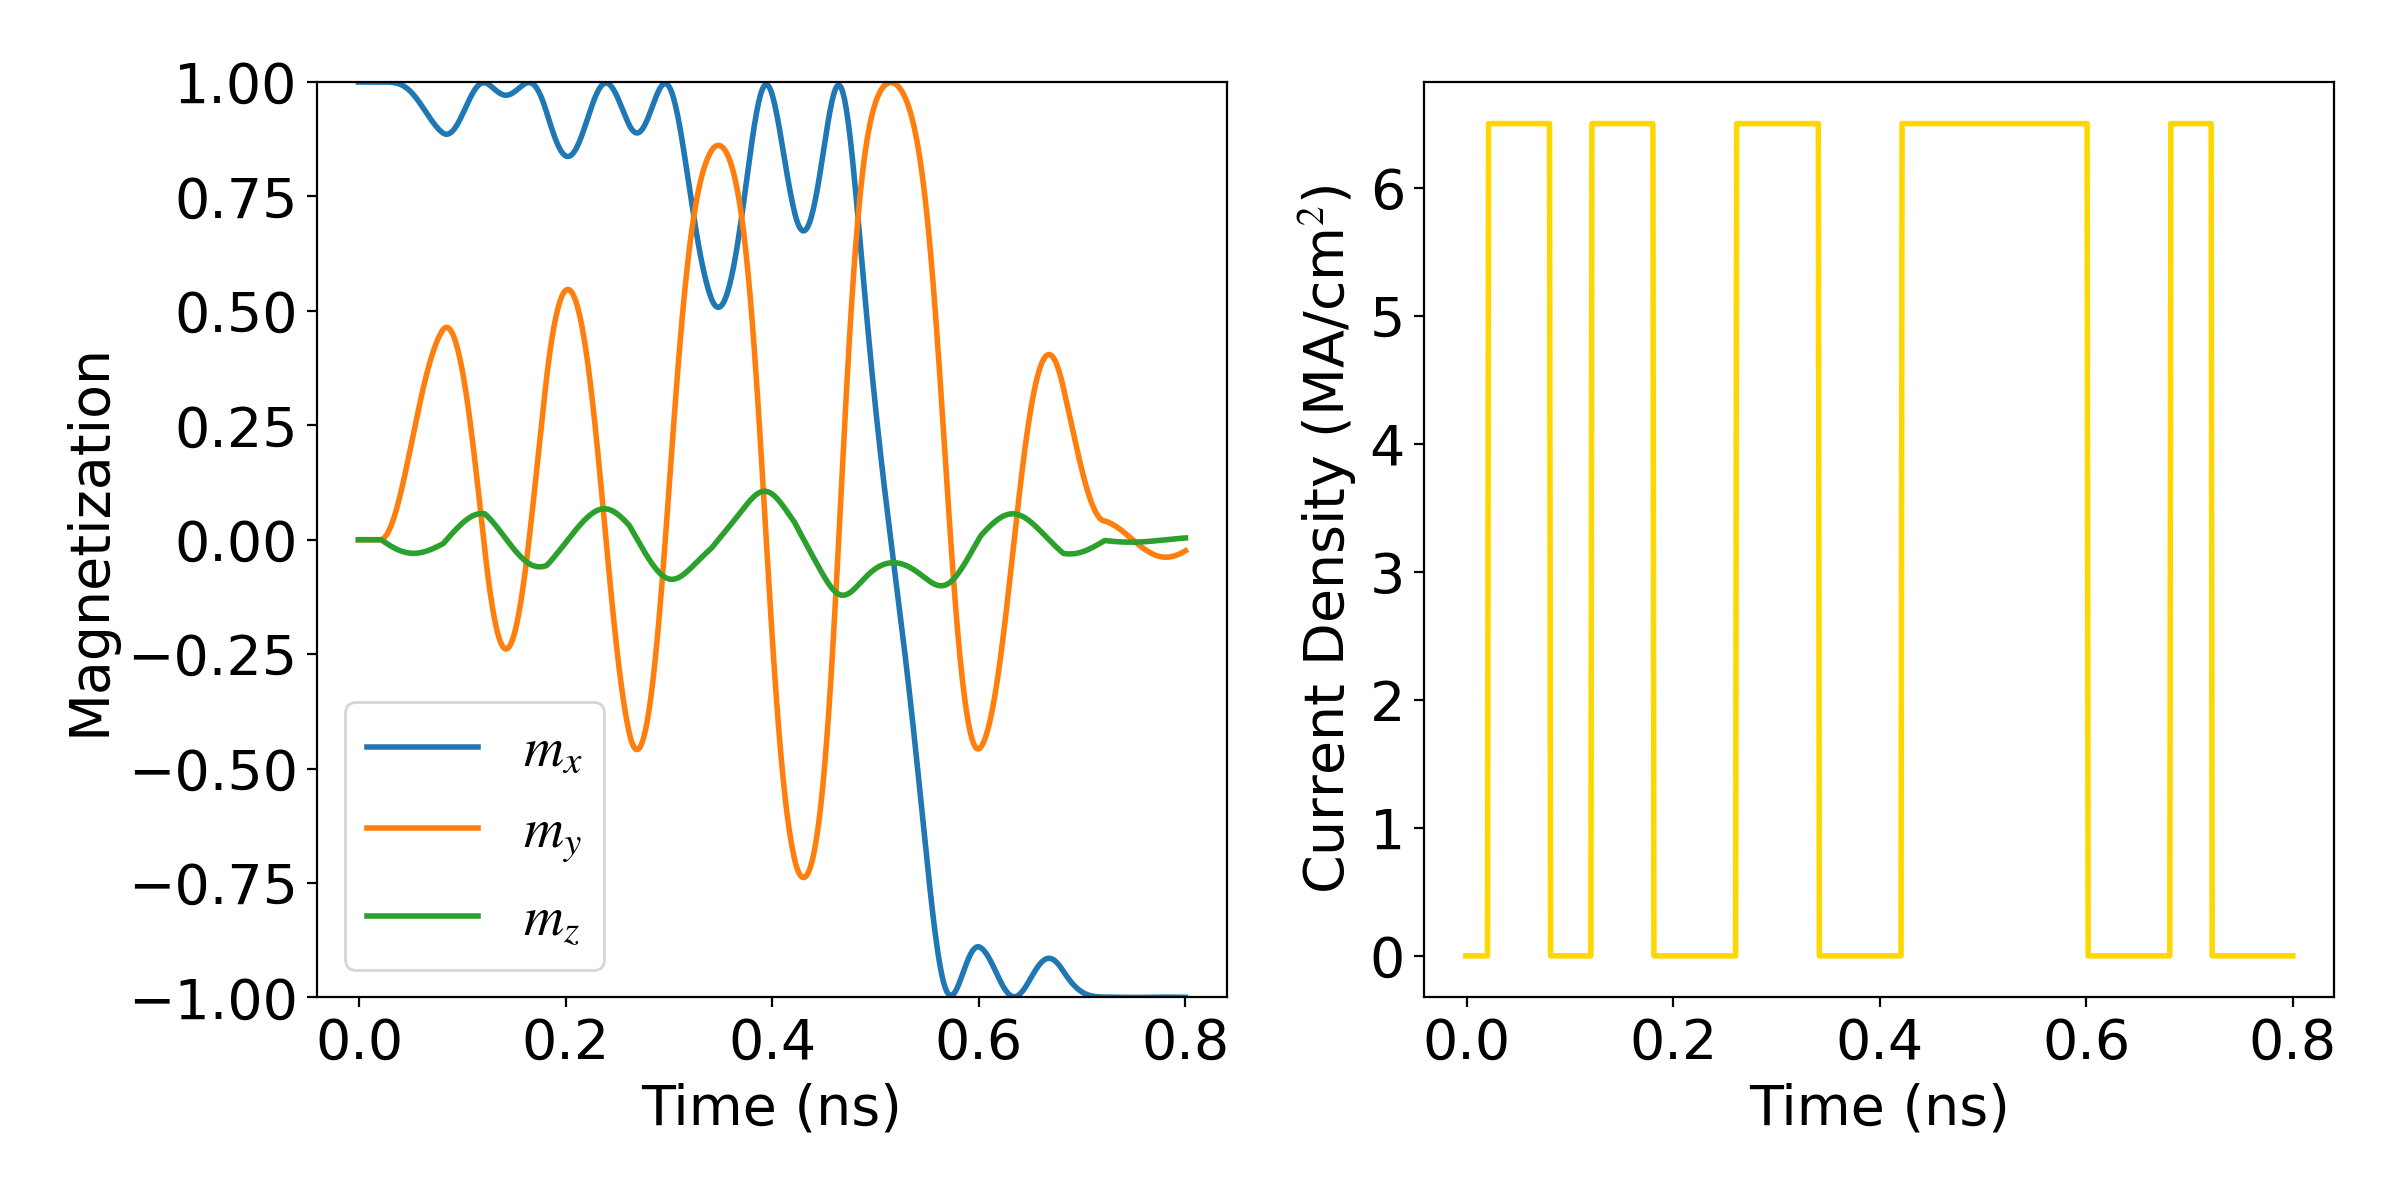 1.00
0.75
0.50
0.25
0.00
−0.25
−0.50
−0.75
−1.00
Magnetization
m_x
m_y
m_z
0.0 0.2 0.4 0.6 0.8
Time (ns)
6
5
4
3
2
1
0
Current Density (MA/cm²)
0.0 0.2 0.4 0.6 0.8
Time (ns)